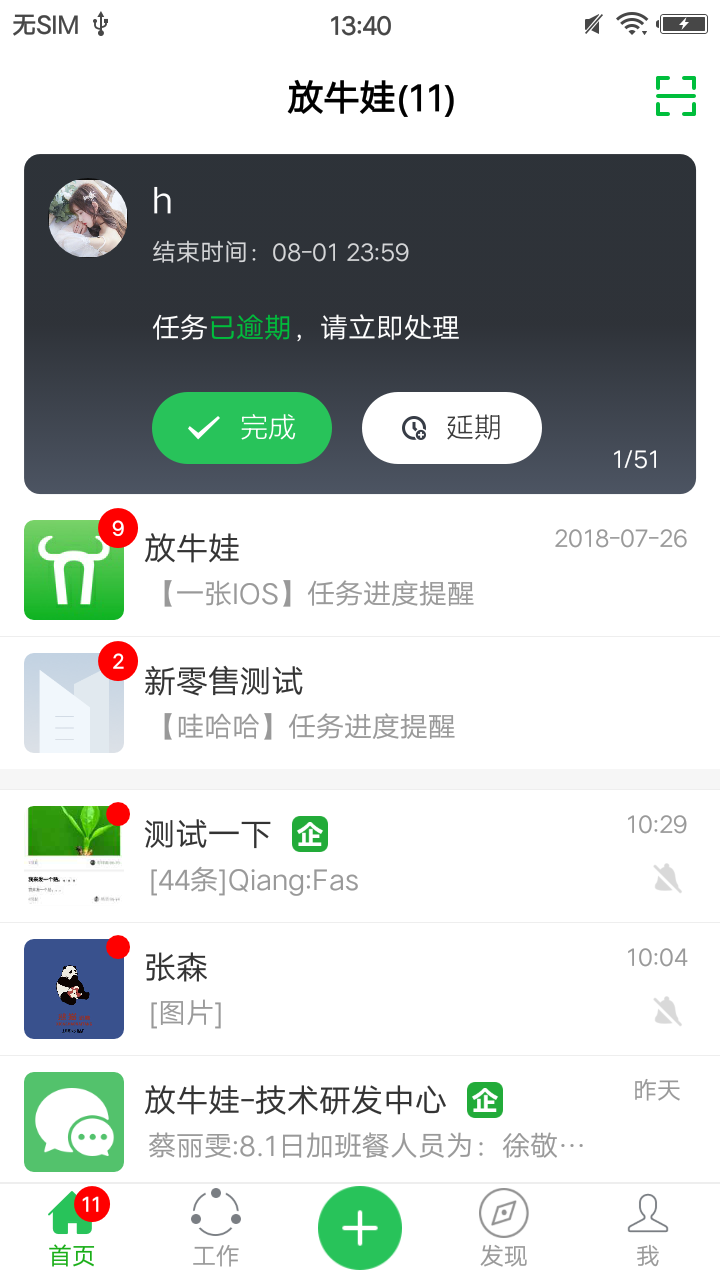 无SIM 13:40
放牛娃(11)
h
结束时间：08-01 23:59
任务已逾期，请立即处理
完成 延期
1/51
9
放牛娃 2018-07-26
【一张IOS】任务进度提醒
2
新零售测试
【哇哈哈】任务进度提醒
测试一下 企 10:29
[44条]Qiang:Fas
张森 10:04
[图片]
放牛娃-技术研发中心 企 昨天
蔡丽雯:8.1日加班餐人员为：徐敬…
11
首页 工作 发现 我